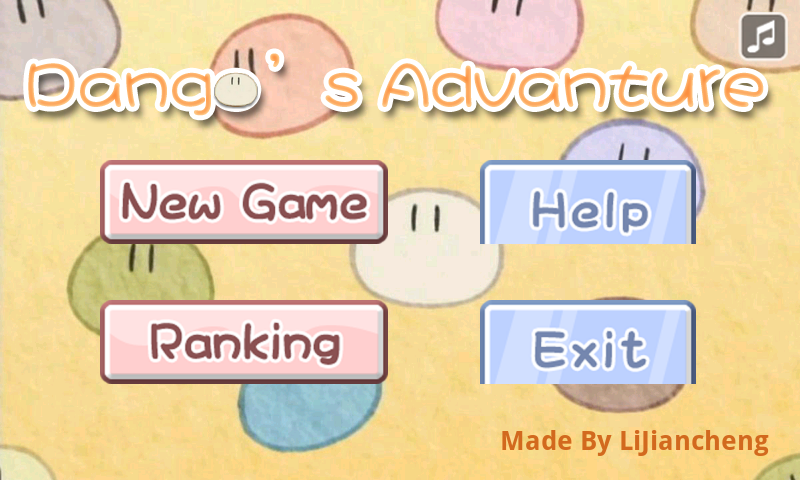 Dango's Advanture
New Game
Help
Ranking
Exit
Made By LiJiancheng